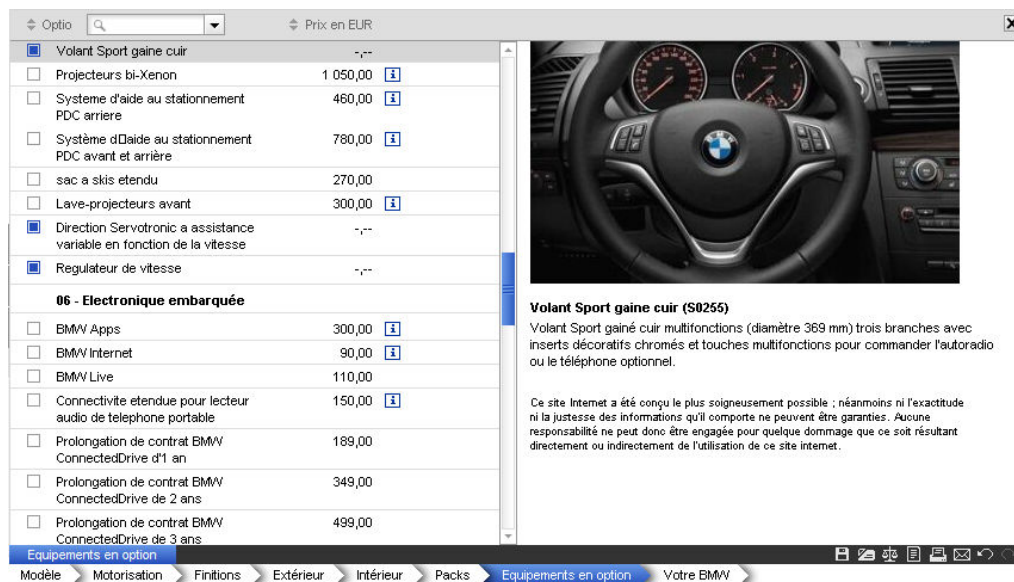 Optio
Prix en EUR
Volant Sport gaine cuir -,--
Projecteurs bi-Xenon 1 050,00
Systeme d'aide au stationnement 460,00
PDC arriere
Système d□aide au stationnement 780,00
PDC avant et arrière
sac a skis etendu 270,00
Lave-projecteurs avant 300,00
Direction Servotronic a assistance -,--
variable en fonction de la vitesse
Regulateur de vitesse -,--
06 - Electronique embarquée
BMW Apps 300,00
BMW Internet 90,00
BMW Live 110,00
Connectivite etendue pour lecteur 150,00
audio de telephone portable
Prolongation de contrat BMW 189,00
ConnectedDrive d'1 an
Prolongation de contrat BMW 349,00
ConnectedDrive de 2 ans
Prolongation de contrat BMW 499,00
ConnectedDrive de 3 ans
BMW
Volant Sport gaine cuir (S0255)
Volant Sport gainé cuir multifonctions (diamètre 369 mm) trois branches avec
inserts décoratifs chromés et touches multifonctions pour commander l'autoradio
ou le téléphone optionnel.
Ce site Internet a été conçu le plus soigneusement possible ; néanmoins ni l'exactitude
ni la justesse des informations qu'il comporte ne peuvent être garanties. Aucune
responsabilité ne peut donc être engagée pour quelque dommage que ce soit résultant
directement ou indirectement de l'utilisation de ce site internet.
Equipements en option
Modèle Motorisation Finitions Extérieur Intérieur Packs Equipements en option Votre BMW